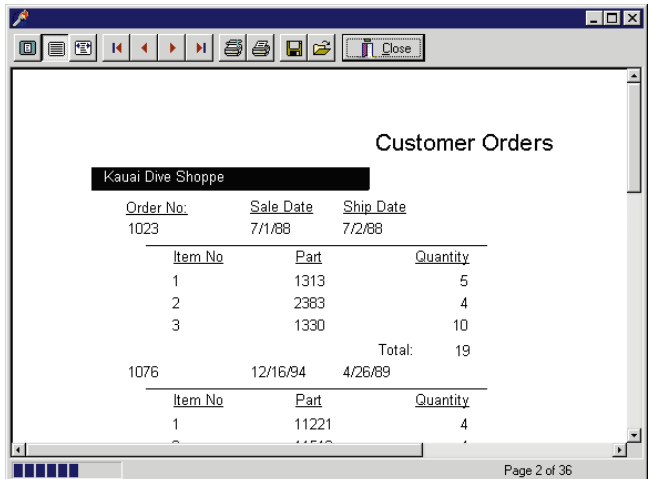 Close
Customer Orders
Kauai Dive Shoppe
Order No: Sale Date Ship Date
1023 7/1/88 7/2/88
Item No Part Quantity
1 1313 5
2 2383 4
3 1330 10
Total: 19
1076 12/16/94 4/26/89
Item No Part Quantity
1 11221 4
Page 2 of 36